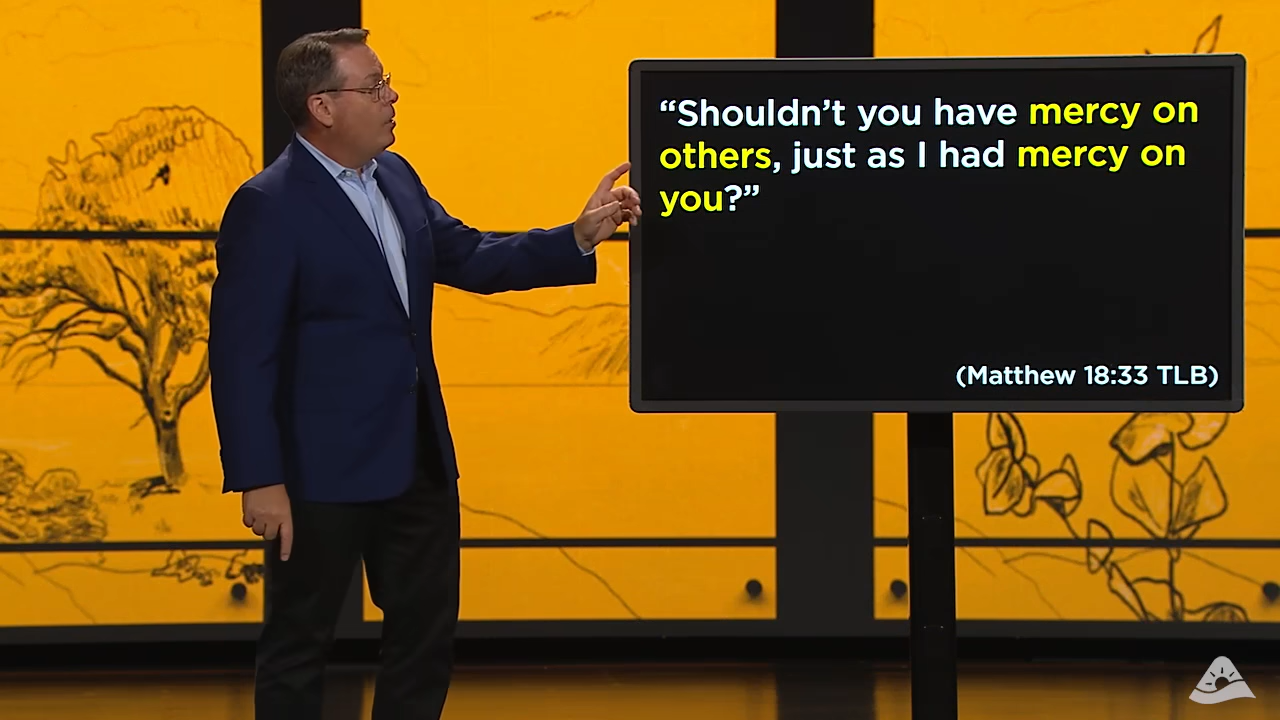 “Shouldn’t you have mercy on
others, just as I had mercy on
you?”
(Matthew 18:33 TLB)